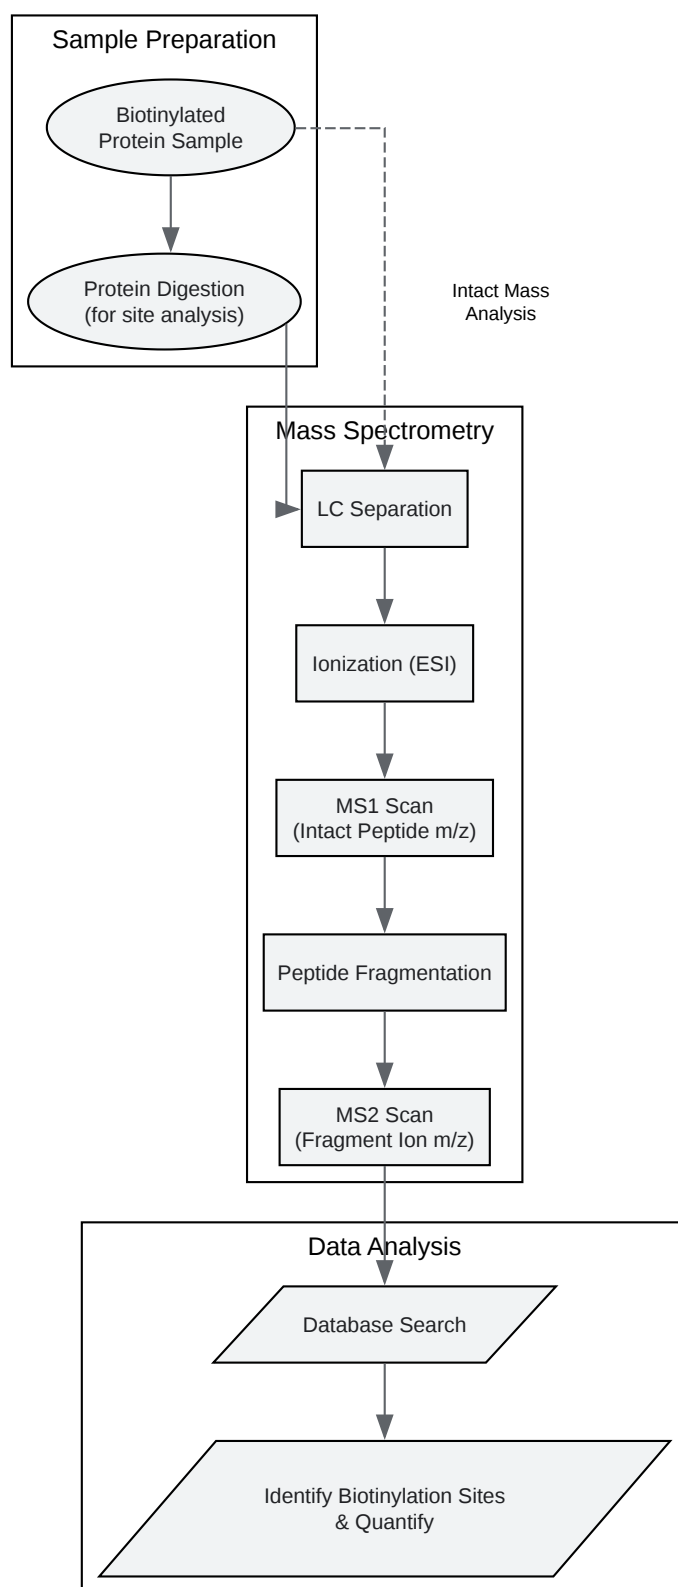 Sample Preparation
Biotinylated
Protein Sample
Protein Digestion
(for site analysis)
Intact Mass
Analysis
Mass Spectrometry
LC Separation
Ionization (ESI)
MS1 Scan
(Intact Peptide m/z)
Peptide Fragmentation
MS2 Scan
(Fragment Ion m/z)
Data Analysis
Database Search
Identify Biotinylation Sites
& Quantify